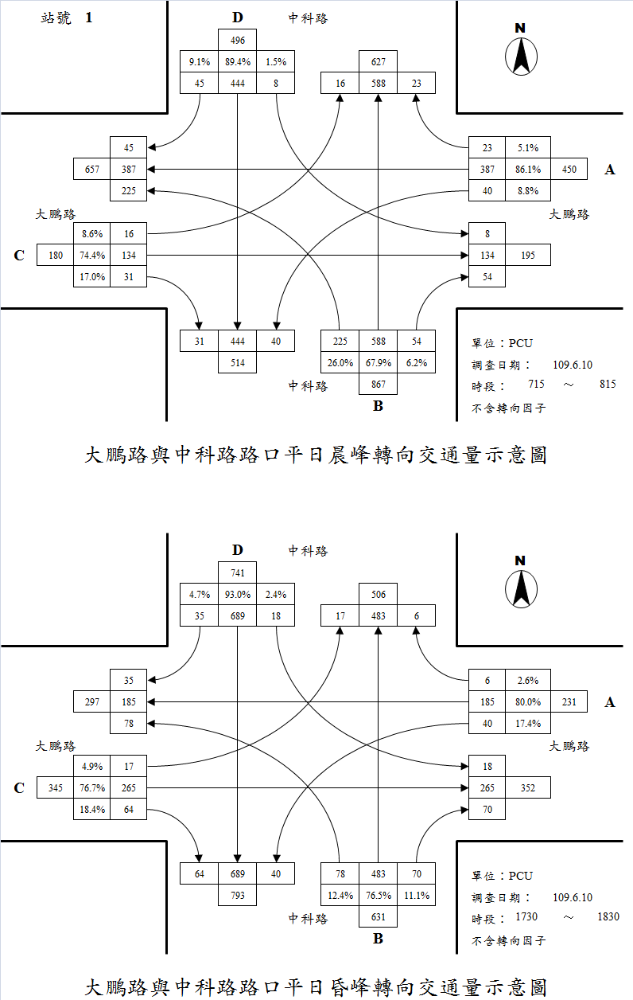 站號 1
D 中科路
N
496
627
9.1% 89.4% 1.5%
45 444 8
16 588 23
45
657 387
225
23 5.1%
387 86.1% 450
40 8.8%
A
大鵬路
大鵬路
8.6% 16
C 180 74.4% 134
17.0% 31
8
134 195
54
31 444 40
514
225 588 54
26.0% 67.9% 6.2%
867
中科路
B
單位：PCU
調查日期： 109.6.10
時段： 715 ～ 815
不含轉向因子
大鵬路與中科路路口平日晨峰轉向交通量示意圖
D 中科路
N
741
506
4.7% 93.0% 2.4%
35 689 18
17 483 6
35
297 185
78
6 2.6%
185 80.0% 231
40 17.4%
A
大鵬路
大鵬路
4.9% 17
C 345 76.7% 265
18.4% 64
18
265 352
70
64 689 40
793
78 483 70
12.4% 76.5% 11.1%
631
中科路
B
單位：PCU
調查日期： 109.6.10
時段： 1730 ～ 1830
不含轉向因子
大鵬路與中科路路口平日昏峰轉向交通量示意圖